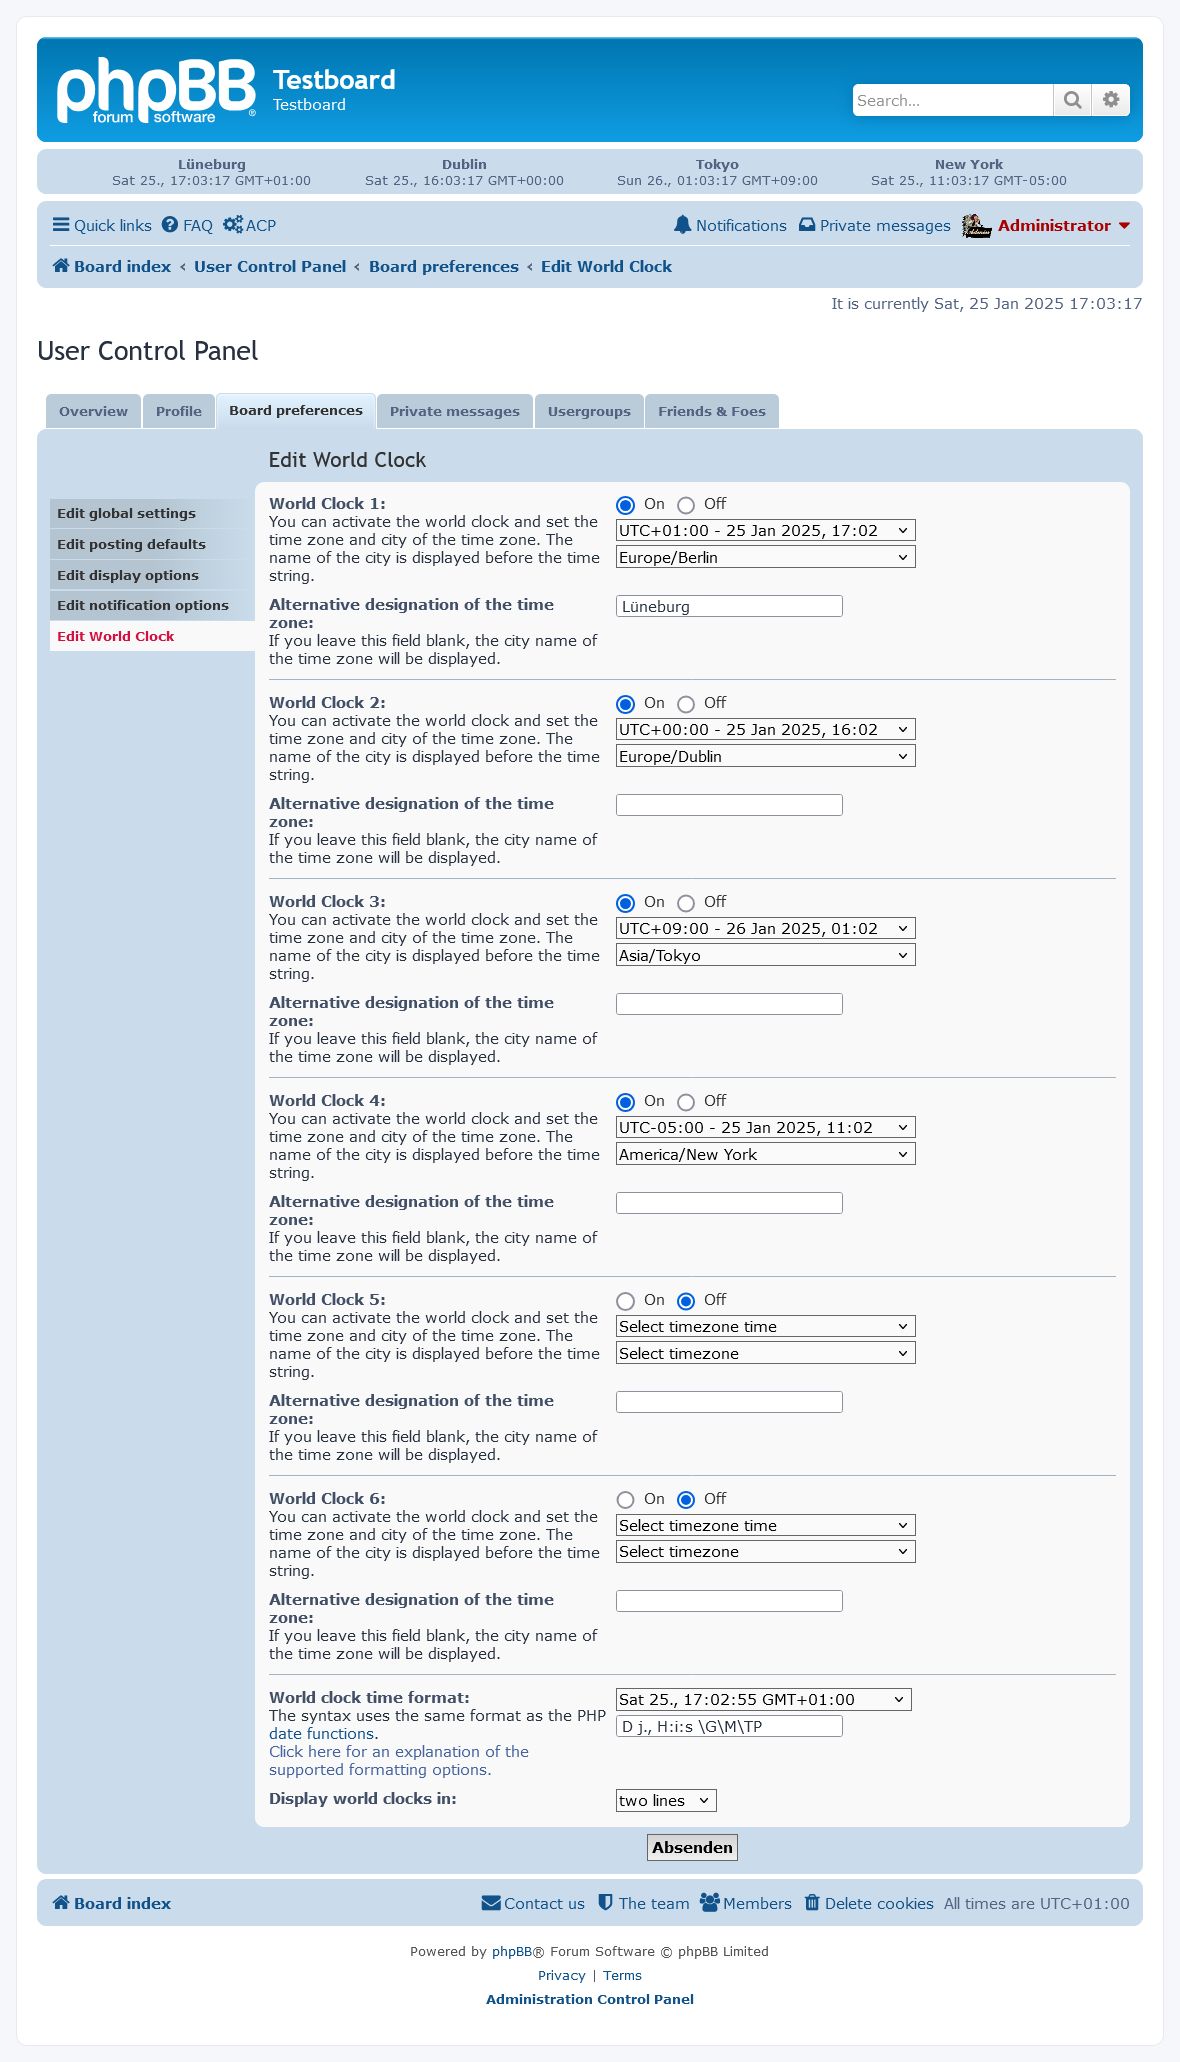 phpBB®
forum software
Testboard
Testboard
Search...
Lüneburg
Sat 25., 17:03:17 GMT+01:00
Dublin
Sat 25., 16:03:17 GMT+00:00
Tokyo
Sun 26., 01:03:17 GMT+09:00
New York
Sat 25., 11:03:17 GMT-05:00
Quick links FAQ ACP Notifications Private messages Administrator
Board index ‹ User Control Panel ‹ Board preferences ‹ Edit World Clock
It is currently Sat, 25 Jan 2025 17:03:17
User Control Panel
Overview Profile Board preferences Private messages Usergroups Friends & Foes
Edit global settings
Edit posting defaults
Edit display options
Edit notification options
Edit World Clock
Edit World Clock
World Clock 1:
You can activate the world clock and set the
time zone and city of the time zone. The
name of the city is displayed before the time
string.
On Off
UTC+01:00 - 25 Jan 2025, 17:02
Europe/Berlin
Alternative designation of the time
zone:
If you leave this field blank, the city name of
the time zone will be displayed.
Lüneburg
World Clock 2:
You can activate the world clock and set the
time zone and city of the time zone. The
name of the city is displayed before the time
string.
On Off
UTC+00:00 - 25 Jan 2025, 16:02
Europe/Dublin
Alternative designation of the time
zone:
If you leave this field blank, the city name of
the time zone will be displayed.
World Clock 3:
You can activate the world clock and set the
time zone and city of the time zone. The
name of the city is displayed before the time
string.
On Off
UTC+09:00 - 26 Jan 2025, 01:02
Asia/Tokyo
Alternative designation of the time
zone:
If you leave this field blank, the city name of
the time zone will be displayed.
World Clock 4:
You can activate the world clock and set the
time zone and city of the time zone. The
name of the city is displayed before the time
string.
On Off
UTC-05:00 - 25 Jan 2025, 11:02
America/New York
Alternative designation of the time
zone:
If you leave this field blank, the city name of
the time zone will be displayed.
World Clock 5:
You can activate the world clock and set the
time zone and city of the time zone. The
name of the city is displayed before the time
string.
On Off
Select timezone time
Select timezone
Alternative designation of the time
zone:
If you leave this field blank, the city name of
the time zone will be displayed.
World Clock 6:
You can activate the world clock and set the
time zone and city of the time zone. The
name of the city is displayed before the time
string.
On Off
Select timezone time
Select timezone
Alternative designation of the time
zone:
If you leave this field blank, the city name of
the time zone will be displayed.
World clock time format:
The syntax uses the same format as the PHP
date functions.
Click here for an explanation of the
supported formatting options.
Sat 25., 17:02:55 GMT+01:00
D j., H:i:s \G\M\TP
Display world clocks in:
two lines
Absenden
Board index Contact us The team Members Delete cookies All times are UTC+01:00
Powered by phpBB® Forum Software © phpBB Limited
Privacy | Terms
Administration Control Panel